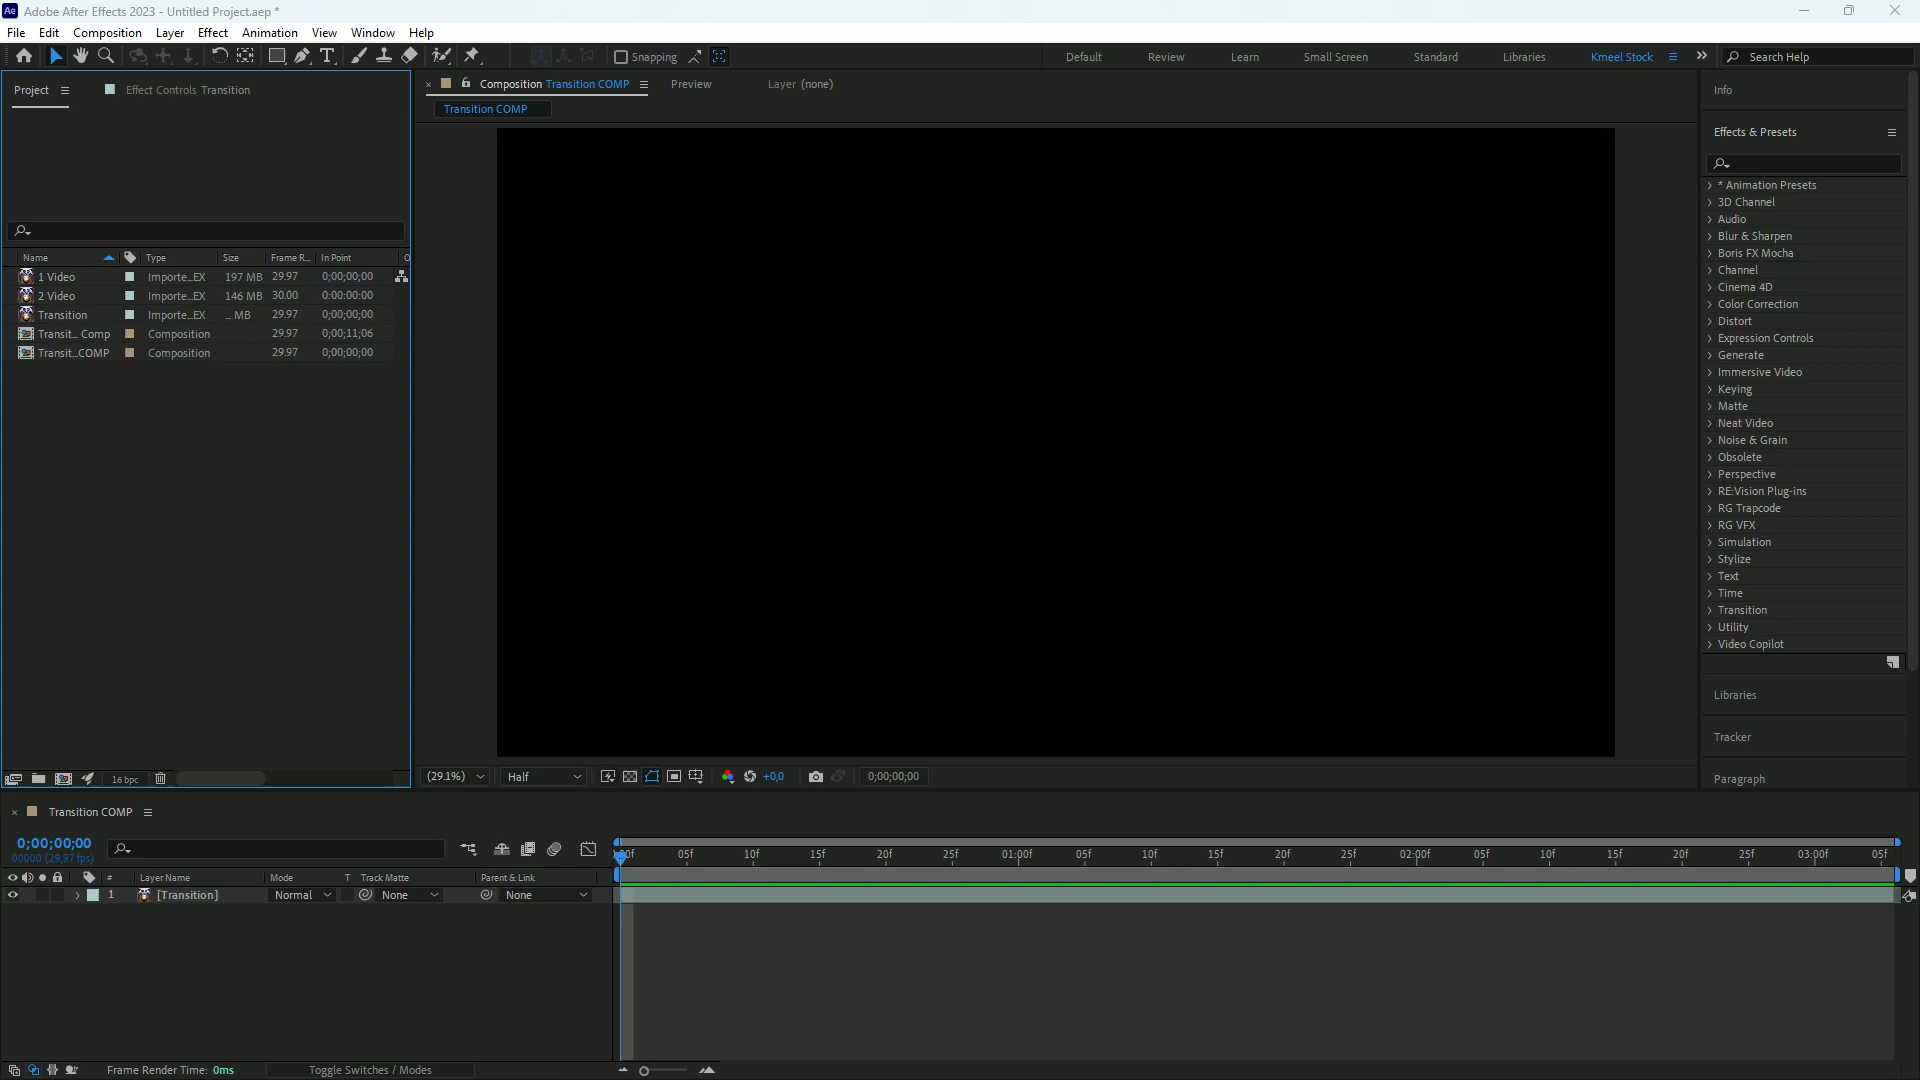 Ae Adobe After Effects 2023 - Untitled Project.aep *
File Edit Composition Layer Effect Animation View Window Help
Snapping Default Review Learn Small Screen Standard Libraries Kmeel Stock Search Help
Project Effect Controls Transition
Composition Transition COMP Preview Layer (none)
Transition COMP
Name Type Size Frame R... In Point O
1 Video Importe...EX 197 MB 29.97 0;00;00;00
2 Video Importe...EX 146 MB 30.00 0:00:00:00
Transition Importe...EX ... MB 29.97 0;00;00;00
Transit... Comp Composition 29.97 0;00;11;06
Transit...COMP Composition 29.97 0;00;00;00
16 bpc
(29.1%) Half +0,0 0;00;00;00
Info
Effects & Presets
* Animation Presets
3D Channel
Audio
Blur & Sharpen
Boris FX Mocha
Channel
Cinema 4D
Color Correction
Distort
Expression Controls
Generate
Immersive Video
Keying
Matte
Neat Video
Noise & Grain
Obsolete
Perspective
RE:Vision Plug-ins
RG Trapcode
RG VFX
Simulation
Stylize
Text
Time
Transition
Utility
Video Copilot
Libraries
Tracker
Paragraph
Transition COMP
0;00;00;00
00000 (29,97 fps)
:00f 05f 10f 15f 20f 25f 01:00f 05f 10f 15f 20f 25f 02:00f 05f 10f 15f 20f 25f 03:00f 05f
# Layer Name Mode T Track Matte Parent & Link
1 [Transition] Normal None None
Frame Render Time: 0ms Toggle Switches / Modes